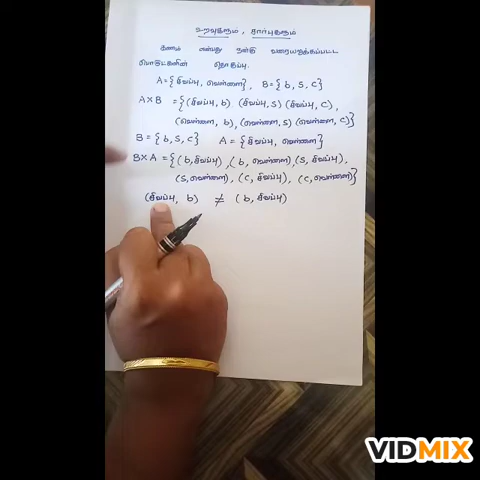 உறவுகளும், சார்புகளும்
கணம் என்பது நன்கு வரையறுக்கப்பட்ட
பொருட்களின் தொகுப்பு.
A = {சிவப்பு, வெள்ளை}, B = {b, s, c}
A×B = {(சிவப்பு, b) (சிவப்பு, s) (சிவப்பு, c),
(வெள்ளை, b), (வெள்ளை, s) (வெள்ளை, c)}
B = {b, s, c} A = {சிவப்பு, வெள்ளை}
B×A = {(b, சிவப்பு), (b, வெள்ளை) (s, சிவப்பு),
(s, வெள்ளை), (c, சிவப்பு), (c, வெள்ளை)}
(சிவப்பு, b) ≠ (b, சிவப்பு)
VIDMIX